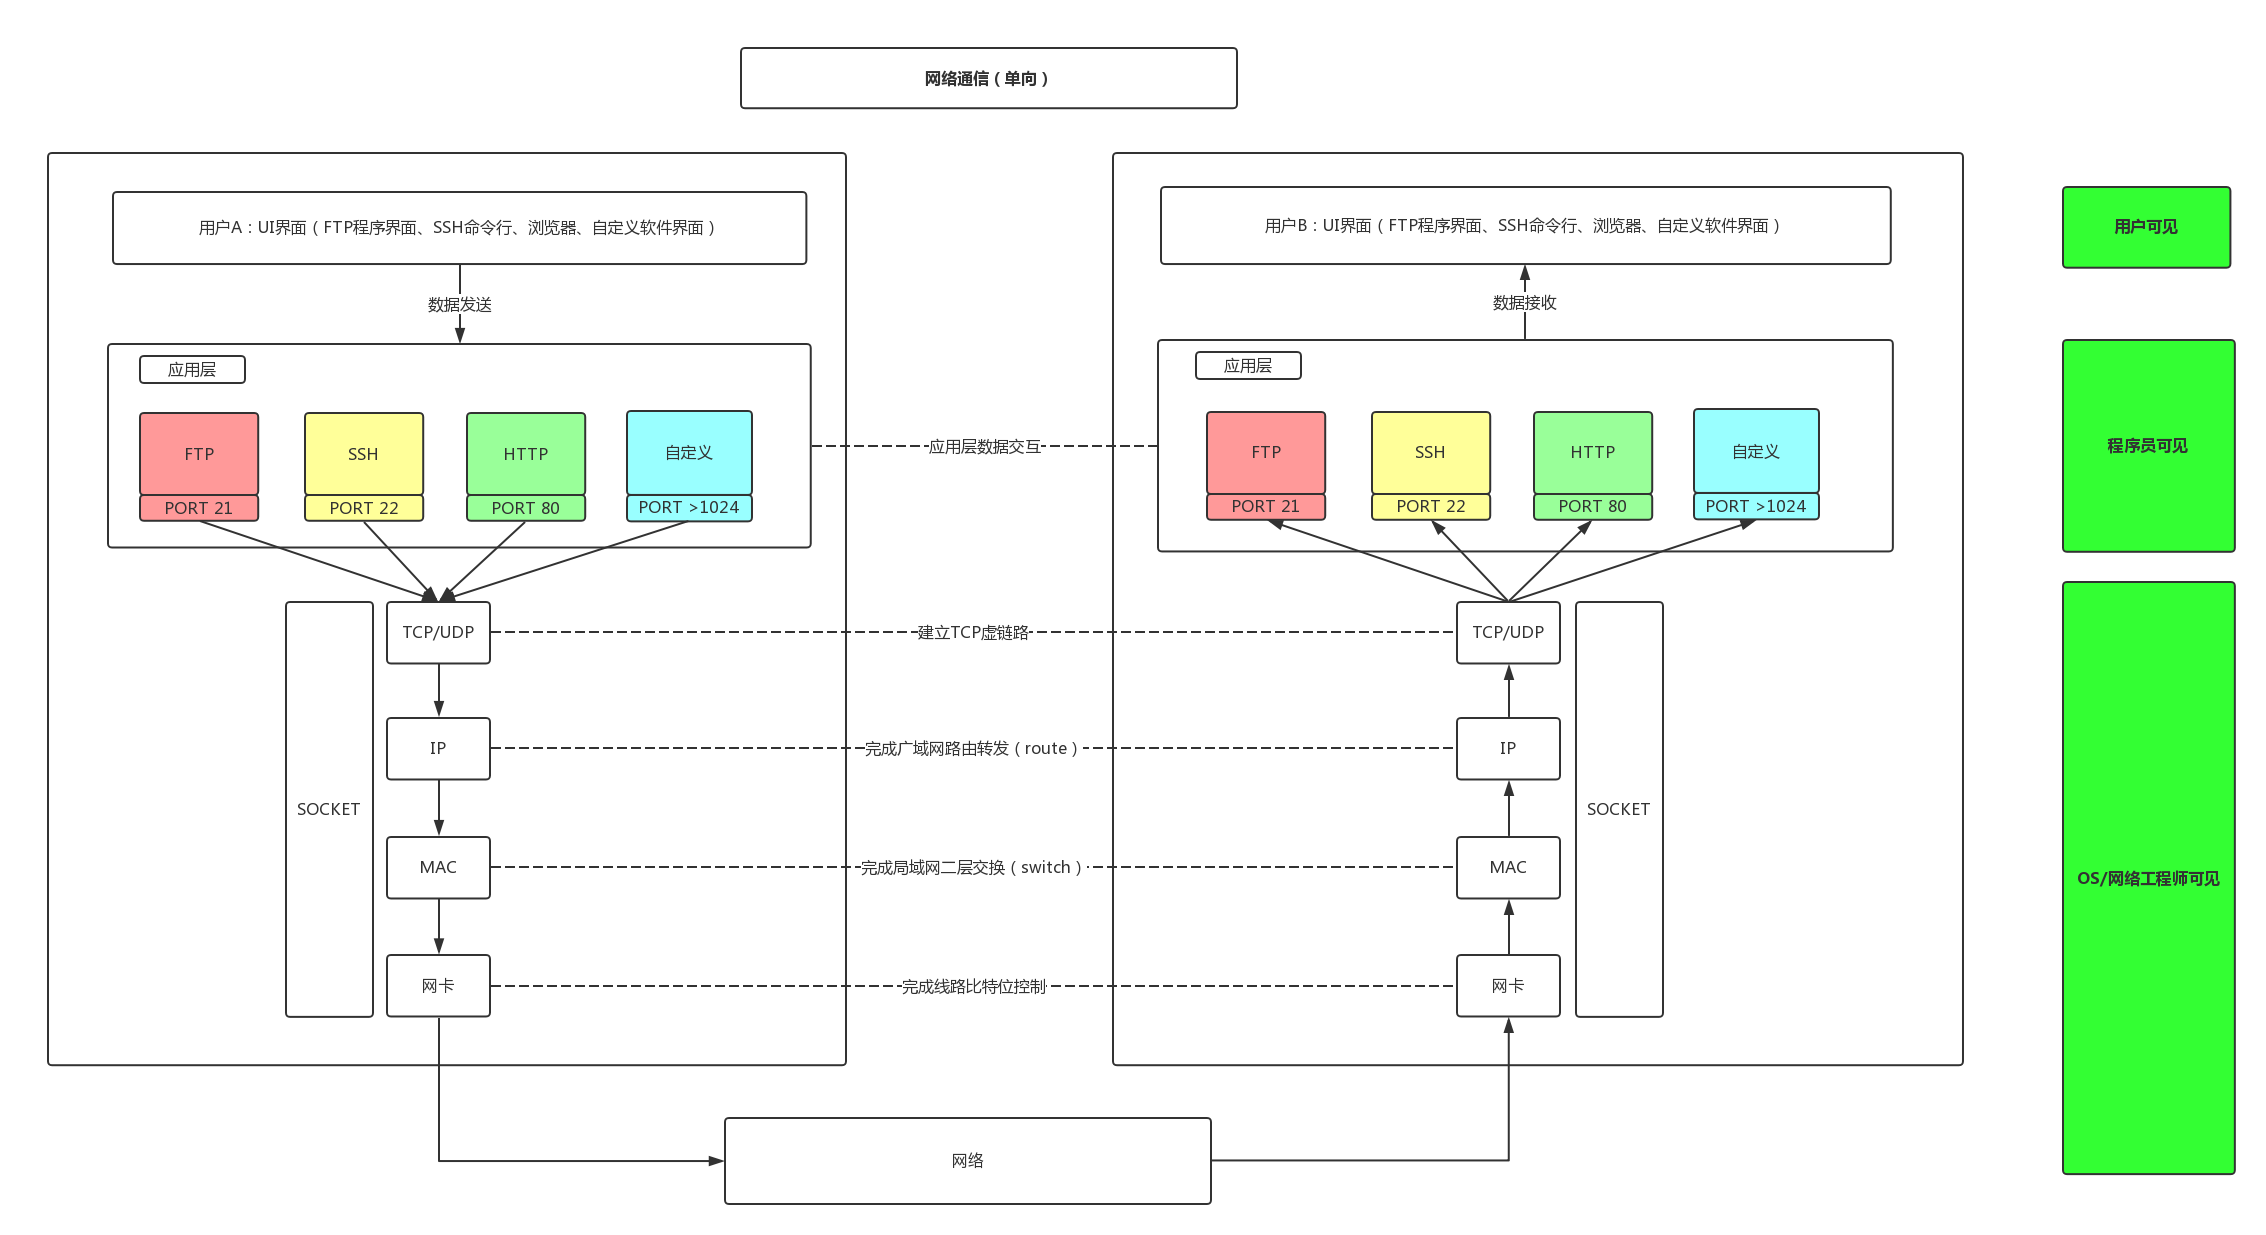 网络通信（单向）
用户A：UI界面（FTP程序界面、SSH命令行、浏览器、自定义软件界面）
用户B：UI界面（FTP程序界面、SSH命令行、浏览器、自定义软件界面）
用户可见
数据发送
数据接收
应用层
应用层
FTP
SSH
HTTP
自定义
PORT 21
PORT 22
PORT 80
PORT >1024
应用层数据交互
FTP
SSH
HTTP
自定义
PORT 21
PORT 22
PORT 80
PORT >1024
程序员可见
TCP/UDP
建立TCP虚链路
TCP/UDP
IP
完成广域网路由转发（route）
IP
SOCKET
SOCKET
MAC
完成局域网二层交换（switch）
MAC
OS/网络工程师可见
网卡
完成线路比特位控制
网卡
网络